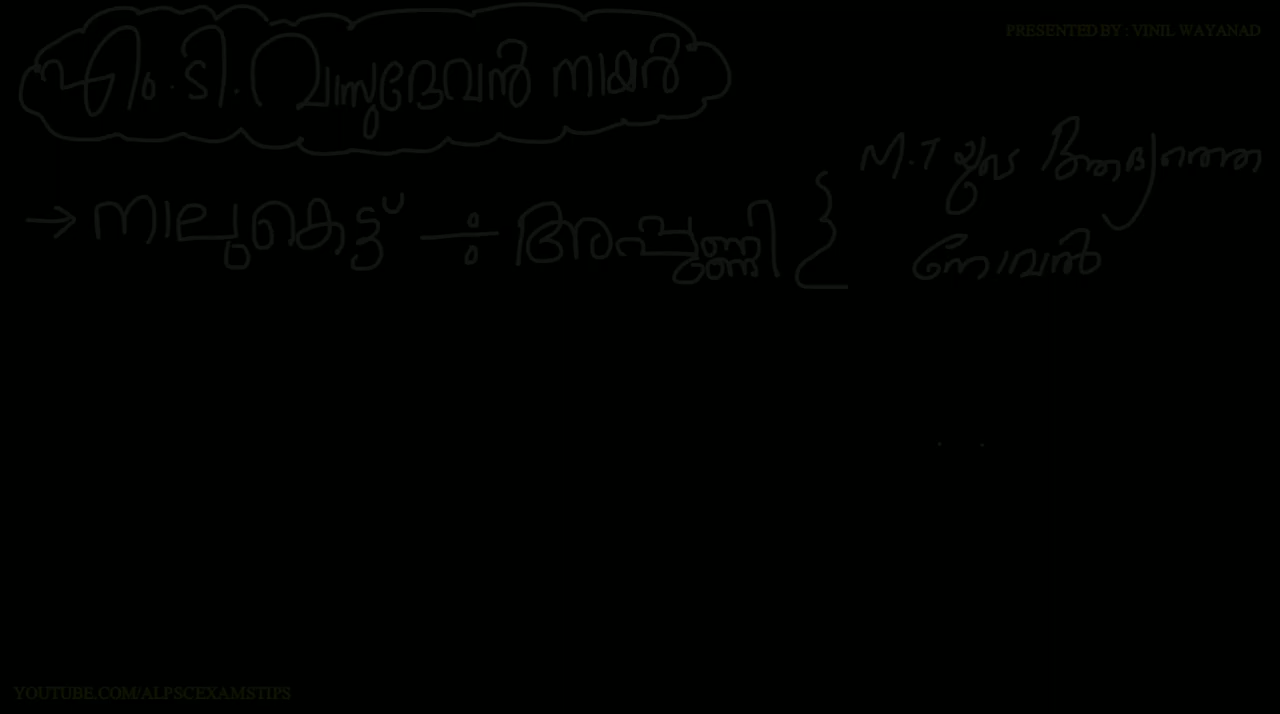 PRESENTED BY : VINIL WAYANAD
എം.ടി. വാസുദേവൻ നായർ
→ നാലുകെട്ട് ÷ അപ്പുണ്ണി } M.T യുടെ ആദ്യത്തെ
നോവൽ
YOUTUBE.COM/ALPSCEXAMSTIPS